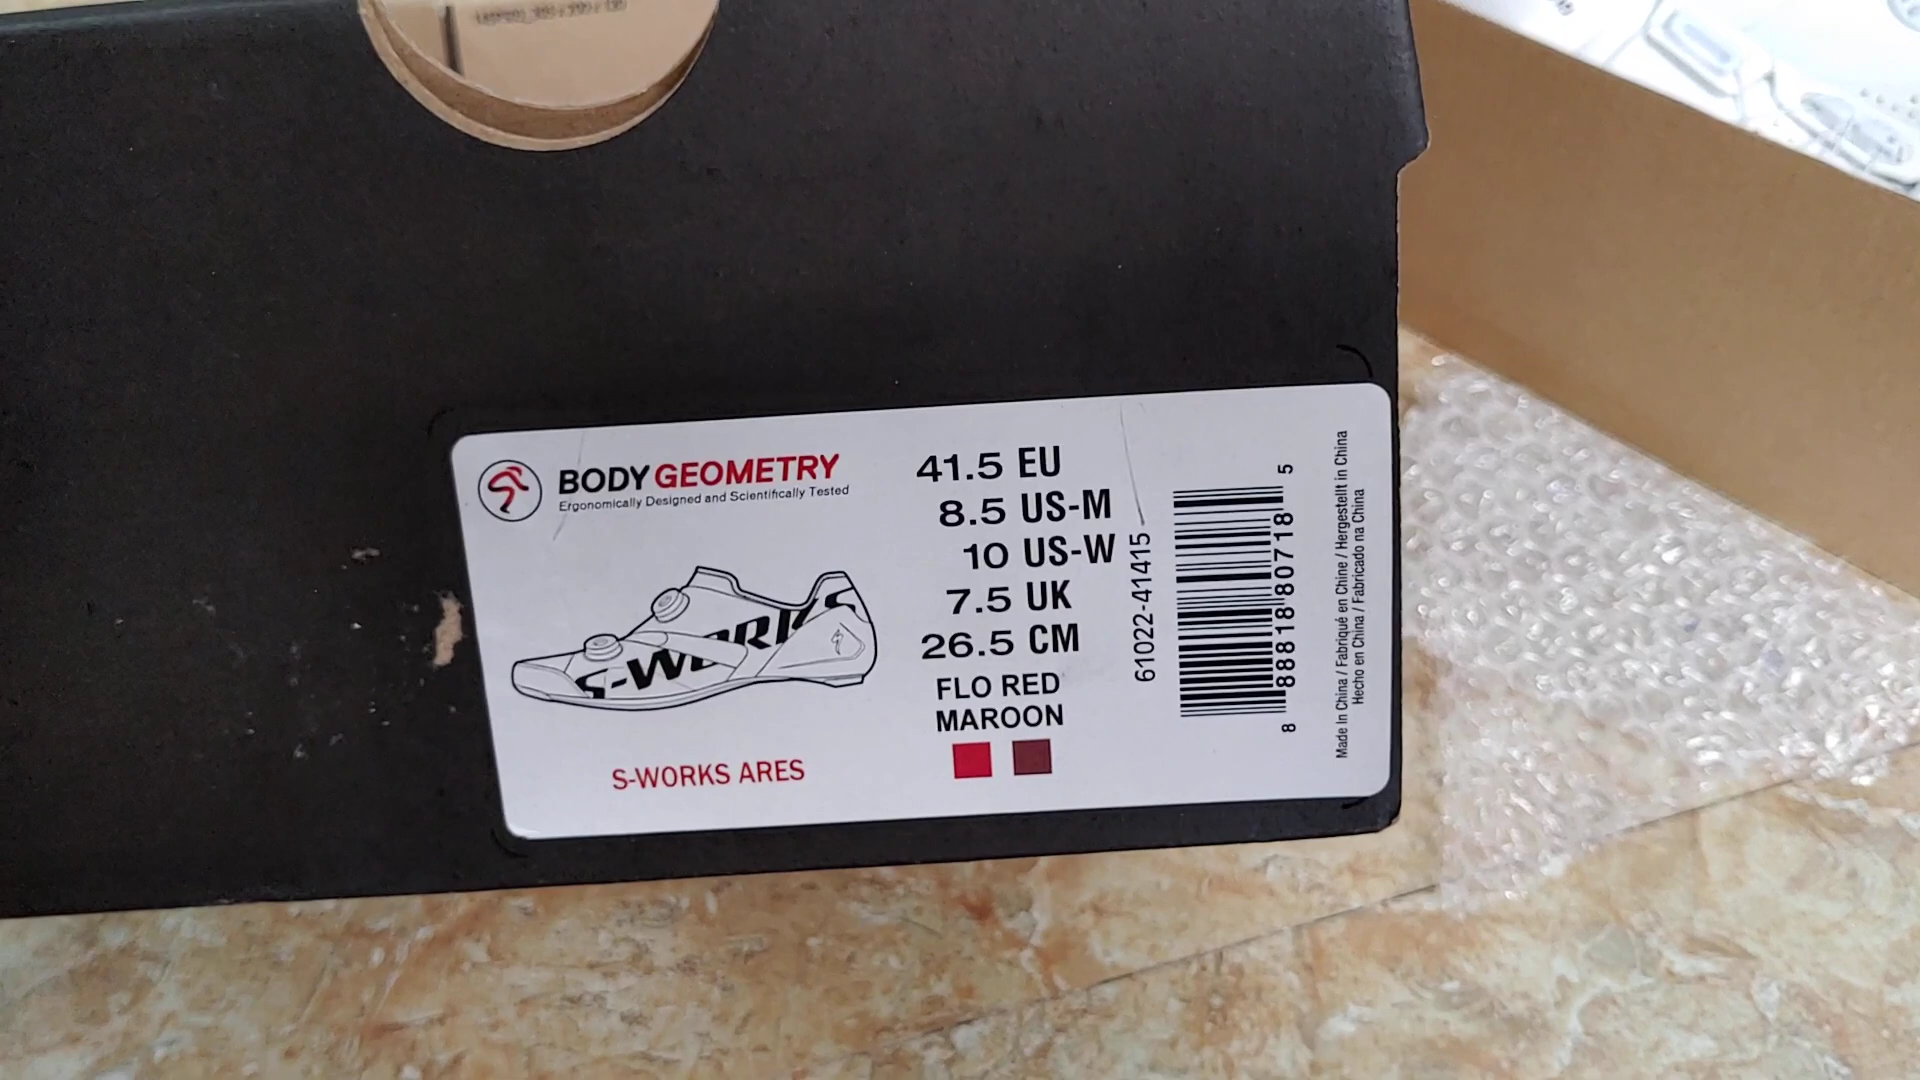 BODY GEOMETRY
Ergonomically Designed and Scientifically Tested
S-WORKS
S-WORKS ARES
41.5 EU
8.5 US-M
10 US-W
7.5 UK
26.5 CM
FLO RED
MAROON
61022-41415
8 88818 80718 5
Made In China / Fabriqué en Chine / Hergestellt in China
Hecho en China / Fabricado na China